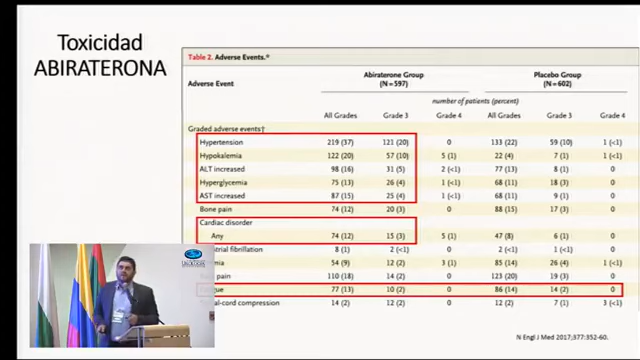 Toxicidad
ABIRATERONA
Table 2. Adverse Events.*
Adverse Event Abiraterone Group (N=597) Placebo Group (N=602)
number of patients (percent)
All Grades Grade 3 Grade 4 All Grades Grade 3 Grade 4
Graded adverse events†
Hypertension 219 (37) 121 (20) 0 133 (22) 59 (10) 1 (<1)
Hypokalemia 122 (20) 57 (10) 5 (1) 22 (4) 7 (1) 1 (<1)
ALT increased 98 (16) 31 (5) 2 (<1) 77 (13) 8 (1) 0
Hyperglycemia 75 (13) 26 (4) 1 (<1) 68 (11) 18 (3) 0
AST increased 87 (15) 25 (4) 1 (<1) 68 (11) 9 (1) 0
Bone pain 74 (12) 20 (3) 0 88 (15) 17 (3) 0
Cardiac disorder
Any 74 (12) 15 (3) 5 (1) 47 (8) 6 (1) 0
trial fibrillation 8 (1) 2 (<1) 0 2 (<1) 1 (<1) 0
mia 54 (9) 12 (2) 3 (1) 85 (14) 26 (4) 1 (<1)
pain 110 (18) 14 (2) 0 123 (20) 19 (3) 0
gue 77 (13) 10 (2) 0 86 (14) 14 (2) 0
al-cord compression 14 (2) 12 (2) 0 12 (2) 7 (1) 3 (<1)
N Engl J Med 2017;377:352-60.